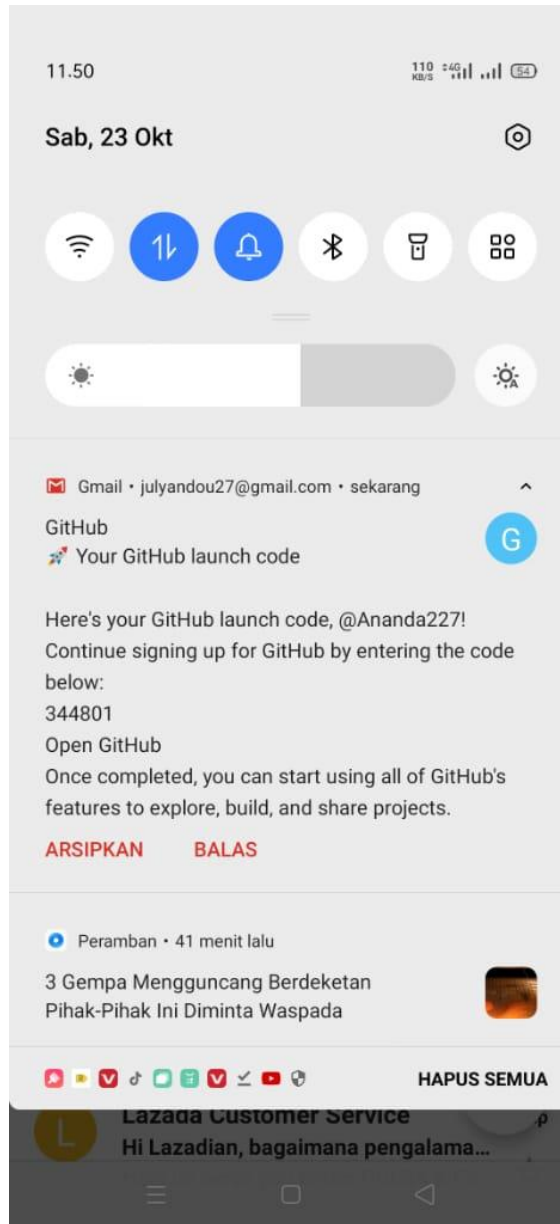 11.50
110 KB/S 4G 54
Sab, 23 Okt
Gmail • julyandou27@gmail.com • sekarang
GitHub
G
🚀 Your GitHub launch code
Here's your GitHub launch code, @Ananda227!
Continue signing up for GitHub by entering the code
below:
344801
Open GitHub
Once completed, you can start using all of GitHub's
features to explore, build, and share projects.
ARSIPKAN BALAS
Peramban • 41 menit lalu
3 Gempa Mengguncang Berdeketan
Pihak-Pihak Ini Diminta Waspada
HAPUS SEMUA
L
Lazada Customer Service
Hi Lazadian, bagaimana pengalama...